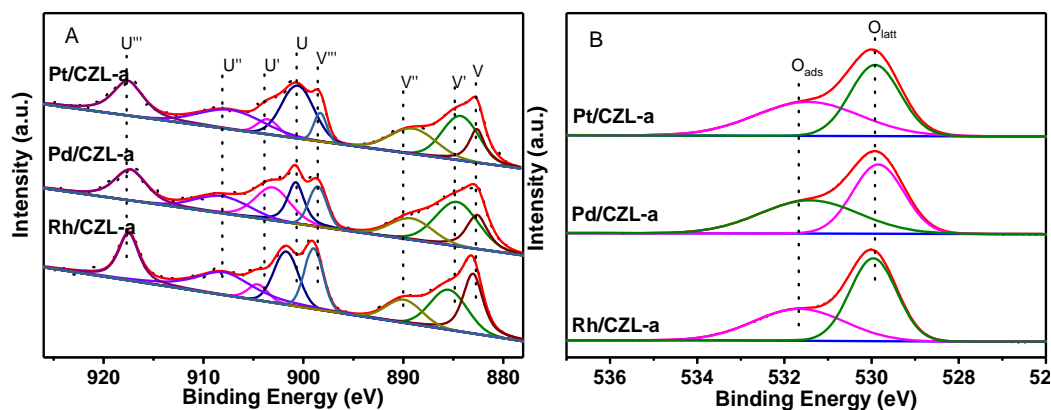 A
U'''
U''
U'
U
V'''
V''
V'
V
Pt/CZL-a
Pd/CZL-a
Rh/CZL-a
Intensity (a.u.)
920
910
900
890
880
Binding Energy (eV)
B
O_latt
O_ads
Pt/CZL-a
Pd/CZL-a
Rh/CZL-a
Intensity (a.u.)
536
534
532
530
528
52
Binding Energy (eV)